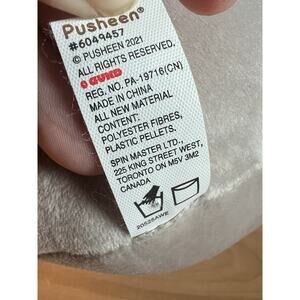 Pusheen®
#6049457
© PUSHEEN 2021
ALL RIGHTS RESERVED.
GUND
REG. NO. PA-19716(CN)
MADE IN CHINA
ALL NEW MATERIAL
CONTENT:
POLYESTER FIBRES,
PLASTIC PELLETS.
SPIN MASTER LTD.,
225 KING STREET WEST,
TORONTO ON M5V 3M2
CANADA
20525AWE